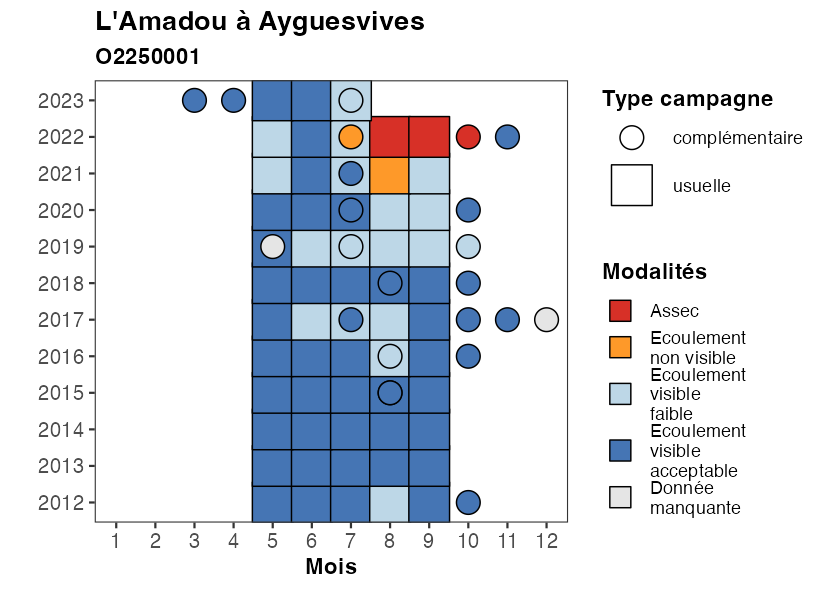 L'Amadou à Ayguesvives
O2250001
2023
2022
2021
2020
2019
2018
2017
2016
2015
2014
2013
2012
1 2 3 4 5 6 7 8 9 10 11 12
Mois
Type campagne
complémentaire
usuelle
Modalités
Assec
Ecoulement
non visible
Ecoulement
visible
faible
Ecoulement
visible
acceptable
Donnée
manquante